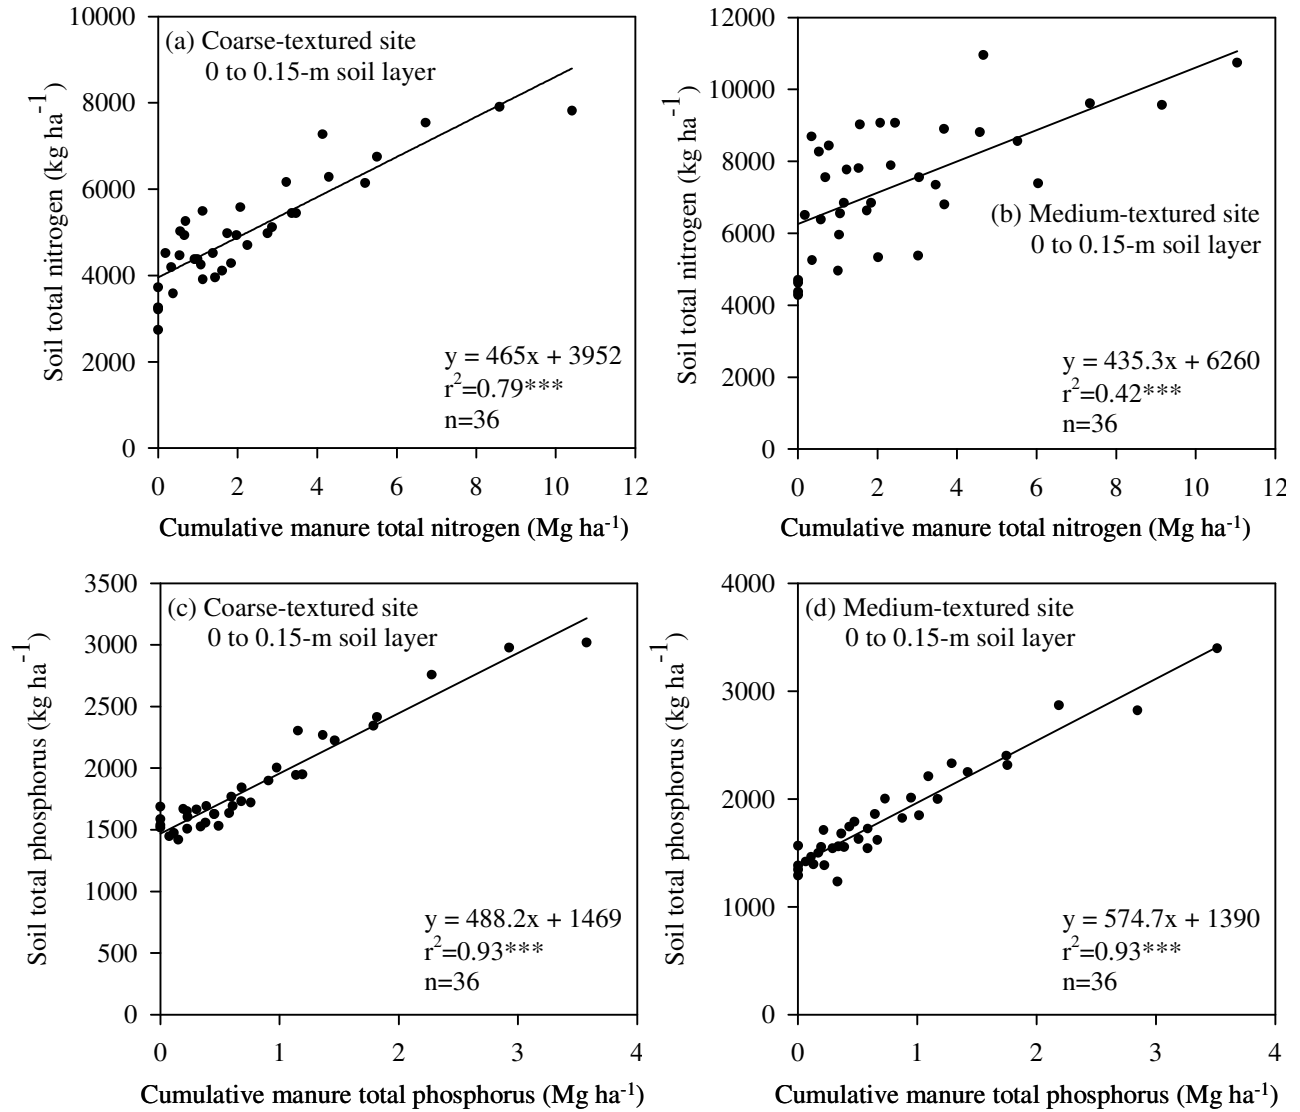 (a) Coarse-textured site
0 to 0.15-m soil layer
Soil total nitrogen (kg ha⁻¹)
10000
8000
6000
4000
2000
0
y = 465x + 3952
r²=0.79***
n=36
0 2 4 6 8 10 12
Cumulative manure total nitrogen (Mg ha⁻¹)
(b) Medium-textured site
0 to 0.15-m soil layer
Soil total nitrogen (kg ha⁻¹)
12000
10000
8000
6000
4000
2000
0
y = 435.3x + 6260
r²=0.42***
n=36
0 2 4 6 8 10 12
Cumulative manure total nitrogen (Mg ha⁻¹)
(c) Coarse-textured site
0 to 0.15-m soil layer
Soil total phosphorus (kg ha⁻¹)
3500
3000
2500
2000
1500
1000
500
0
y = 488.2x + 1469
r²=0.93***
n=36
0 1 2 3 4
Cumulative manure total phosphorus (Mg ha⁻¹)
(d) Medium-textured site
0 to 0.15-m soil layer
Soil total phosphorus (kg ha⁻¹)
4000
3000
2000
1000
0
y = 574.7x + 1390
r²=0.93***
n=36
0 1 2 3 4
Cumulative manure total phosphorus (Mg ha⁻¹)